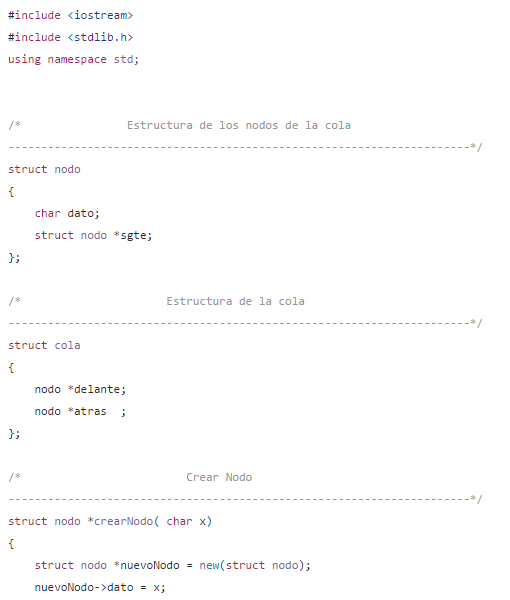 #include <iostream>
#include <stdlib.h>
using namespace std;
/*                Estructura de los nodos de la cola
----------------------------------------------------------------------*/
struct nodo
{
    char dato;
    struct nodo *sgte;
};
/*                      Estructura de la cola
----------------------------------------------------------------------*/
struct cola
{
    nodo *delante;
    nodo *atras  ;
};
/*                         Crear Nodo
----------------------------------------------------------------------*/
struct nodo *crearNodo( char x)
{
    struct nodo *nuevoNodo = new(struct nodo);
    nuevoNodo->dato = x;